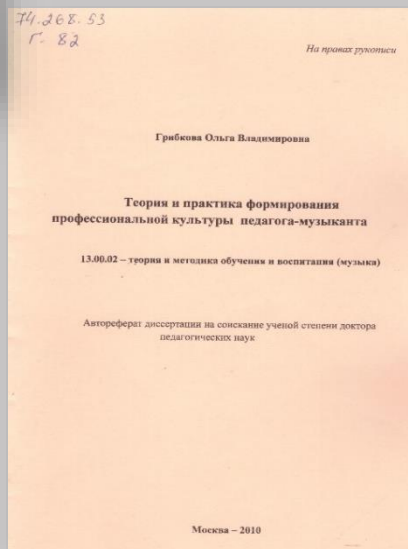 74.268.53
Г. 82
На правах рукописи
Грибкова Ольга Владимировна
Теория и практика формирования
профессиональной культуры педагога-музыканта
13.00.02 – теория и методика обучения и воспитания (музыка)
Автореферат диссертации на соискание ученой степени доктора
педагогических наук
Москва – 2010